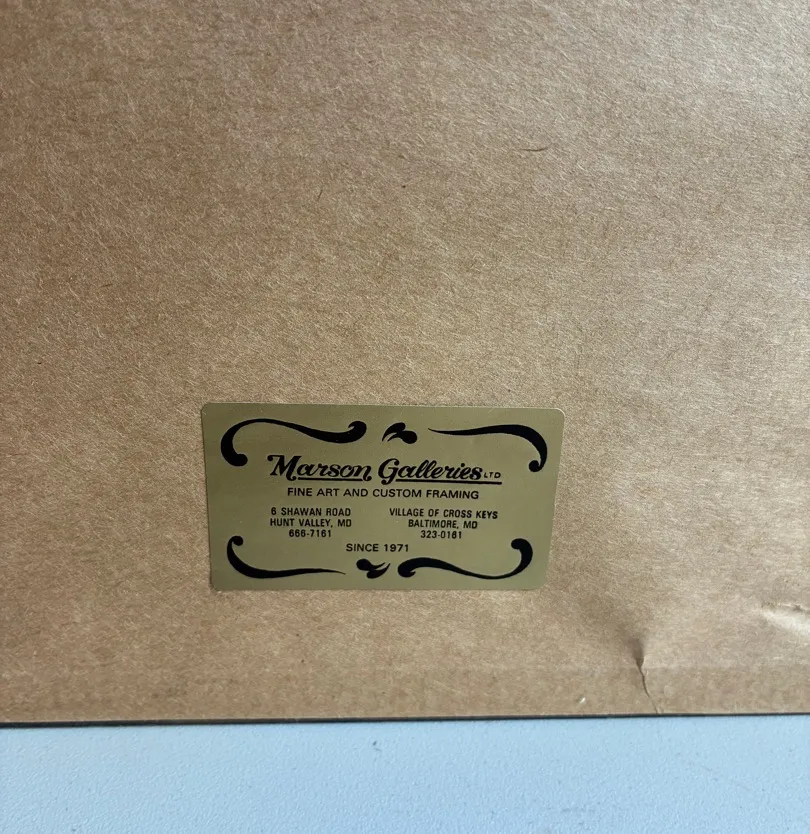 Marson Galleries LTD
FINE ART AND CUSTOM FRAMING
6 SHAWAN ROAD
HUNT VALLEY, MD
666-7161
VILLAGE OF CROSS KEYS
BALTIMORE, MD
323-0161
SINCE 1971